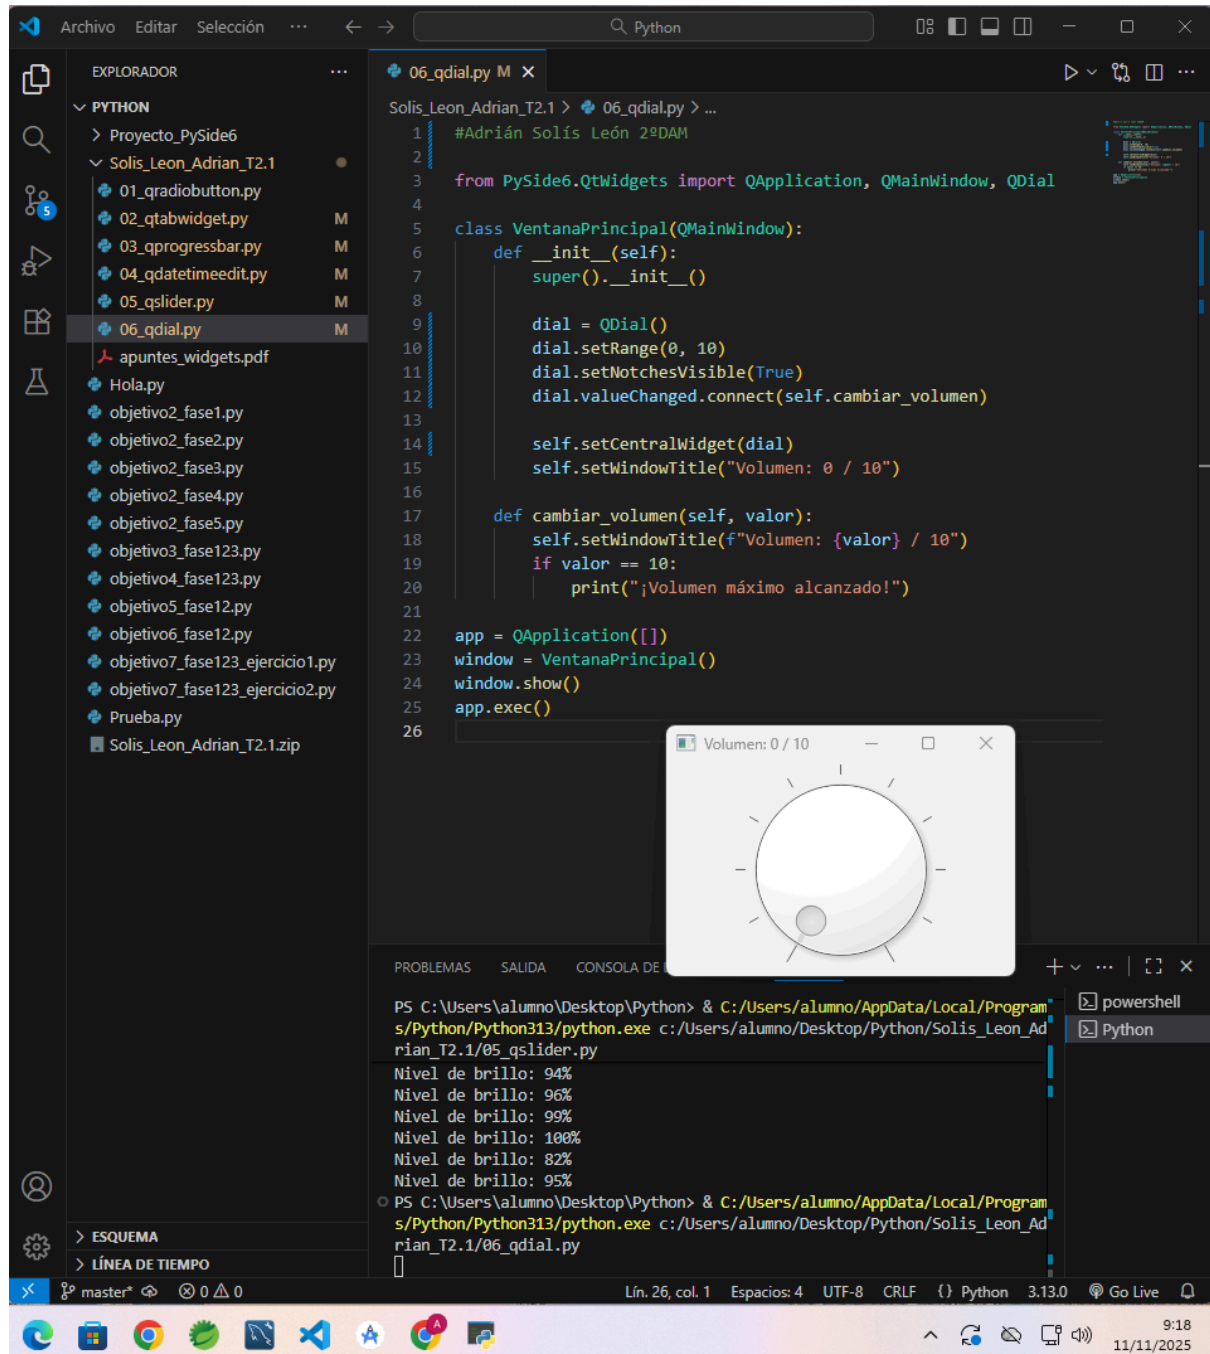 Archivo Editar Selección ··· Python
EXPLORADOR ···
PYTHON
Proyecto_PySide6
Solis_Leon_Adrian_T2.1
01_qradiobutton.py
02_qtabwidget.py M
03_qprogressbar.py M
04_qdatetimeedit.py M
05_qslider.py M
06_qdial.py M
apuntes_widgets.pdf
Hola.py
objetivo2_fase1.py
objetivo2_fase2.py
objetivo2_fase3.py
objetivo2_fase4.py
objetivo2_fase5.py
objetivo3_fase123.py
objetivo4_fase123.py
objetivo5_fase12.py
objetivo6_fase12.py
objetivo7_fase123_ejercicio1.py
objetivo7_fase123_ejercicio2.py
Prueba.py
Solis_Leon_Adrian_T2.1.zip
ESQUEMA
LÍNEA DE TIEMPO
5
06_qdial.py M
Solis_Leon_Adrian_T2.1 > 06_qdial.py > ...
1 #Adrián Solís León 2ºDAM
2
3 from PySide6.QtWidgets import QApplication, QMainWindow, QDial
4
5 class VentanaPrincipal(QMainWindow):
6 def __init__(self):
7 super().__init__()
8
9 dial = QDial()
10 dial.setRange(0, 10)
11 dial.setNotchesVisible(True)
12 dial.valueChanged.connect(self.cambiar_volumen)
13
14 self.setCentralWidget(dial)
15 self.setWindowTitle("Volumen: 0 / 10")
16
17 def cambiar_volumen(self, valor):
18 self.setWindowTitle(f"Volumen: {valor} / 10")
19 if valor == 10:
20 print("¡Volumen máximo alcanzado!")
21
22 app = QApplication([])
23 window = VentanaPrincipal()
24 window.show()
25 app.exec()
26
Volumen: 0 / 10
PROBLEMAS SALIDA CONSOLA DE
PS C:\Users\alumno\Desktop\Python> & C:/Users/alumno/AppData/Local/Program
s/Python/Python313/python.exe c:/Users/alumno/Desktop/Python/Solis_Leon_Ad
rian_T2.1/05_qslider.py
Nivel de brillo: 94%
Nivel de brillo: 96%
Nivel de brillo: 99%
Nivel de brillo: 100%
Nivel de brillo: 82%
Nivel de brillo: 95%
PS C:\Users\alumno\Desktop\Python> & C:/Users/alumno/AppData/Local/Program
s/Python/Python313/python.exe c:/Users/alumno/Desktop/Python/Solis_Leon_Ad
rian_T2.1/06_qdial.py
powershell
Python
master* 0 0 Lín. 26, col. 1 Espacios: 4 UTF-8 CRLF {} Python 3.13.0 Go Live
A
9:18
11/11/2025